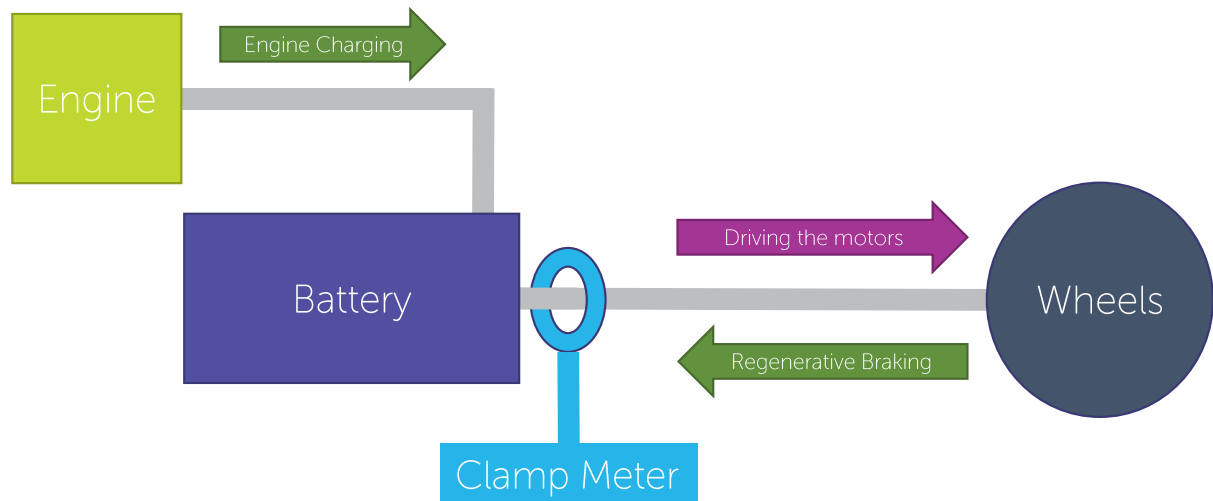 Engine Charging
Engine
Driving the motors
Battery
Wheels
Regenerative Braking
Clamp Meter